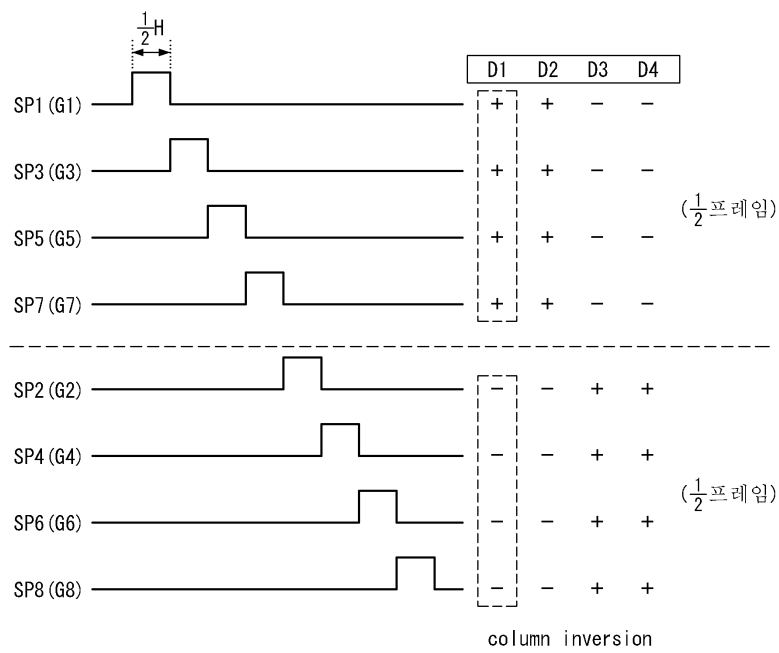 1/2 H
D1 D2 D3 D4
SP1(G1) + + − −
SP3(G3) + + − −
(1/2 프레임)
SP5(G5) + + − −
SP7(G7) + + − −
SP2(G2) − − + +
SP4(G4) − − + +
(1/2 프레임)
SP6(G6) − − + +
SP8(G8) − − + +
column inversion